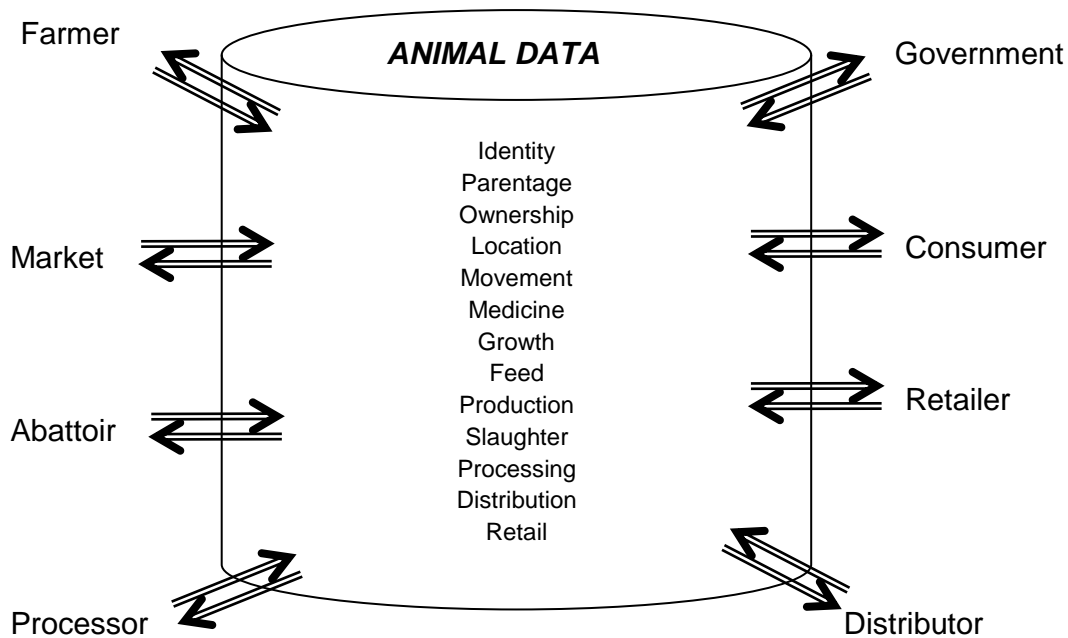 Farmer
ANIMAL DATA
Government
Identity
Parentage
Ownership
Location
Movement
Medicine
Growth
Feed
Production
Slaughter
Processing
Distribution
Retail
Market
Consumer
Abattoir
Retailer
Processor
Distributor